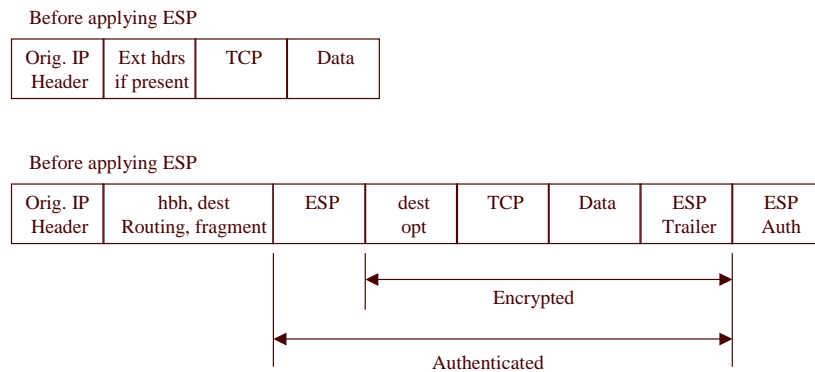 Before applying ESP
Orig. IP Ext hdrs TCP Data
Header if present
Before applying ESP
Orig. IP hbh, dest ESP dest TCP Data ESP ESP
Header Routing, fragment opt Trailer Auth
Encrypted
Authenticated